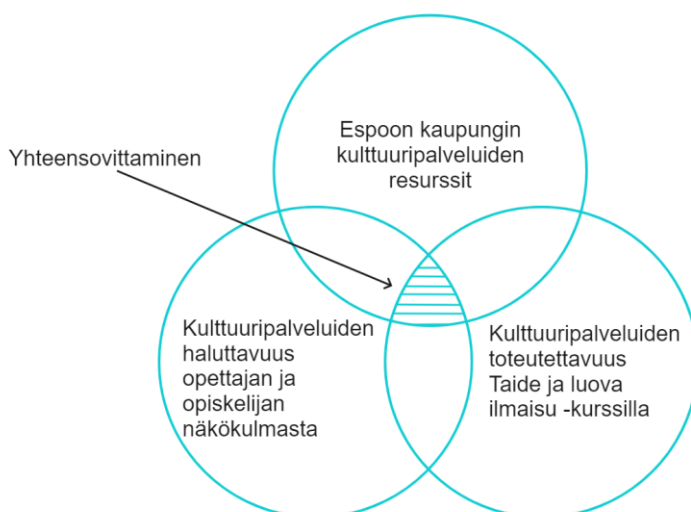 Espoon kaupungin
kulttuuripalveluiden
resurssit
Yhteensovittaminen
Kulttuuripalveluiden
haluttavuus
opettajan ja
opiskelijan
näkökulmasta
Kulttuuripalveluiden
toteutettavuus
Taide ja luova
ilmaisu -kurssilla